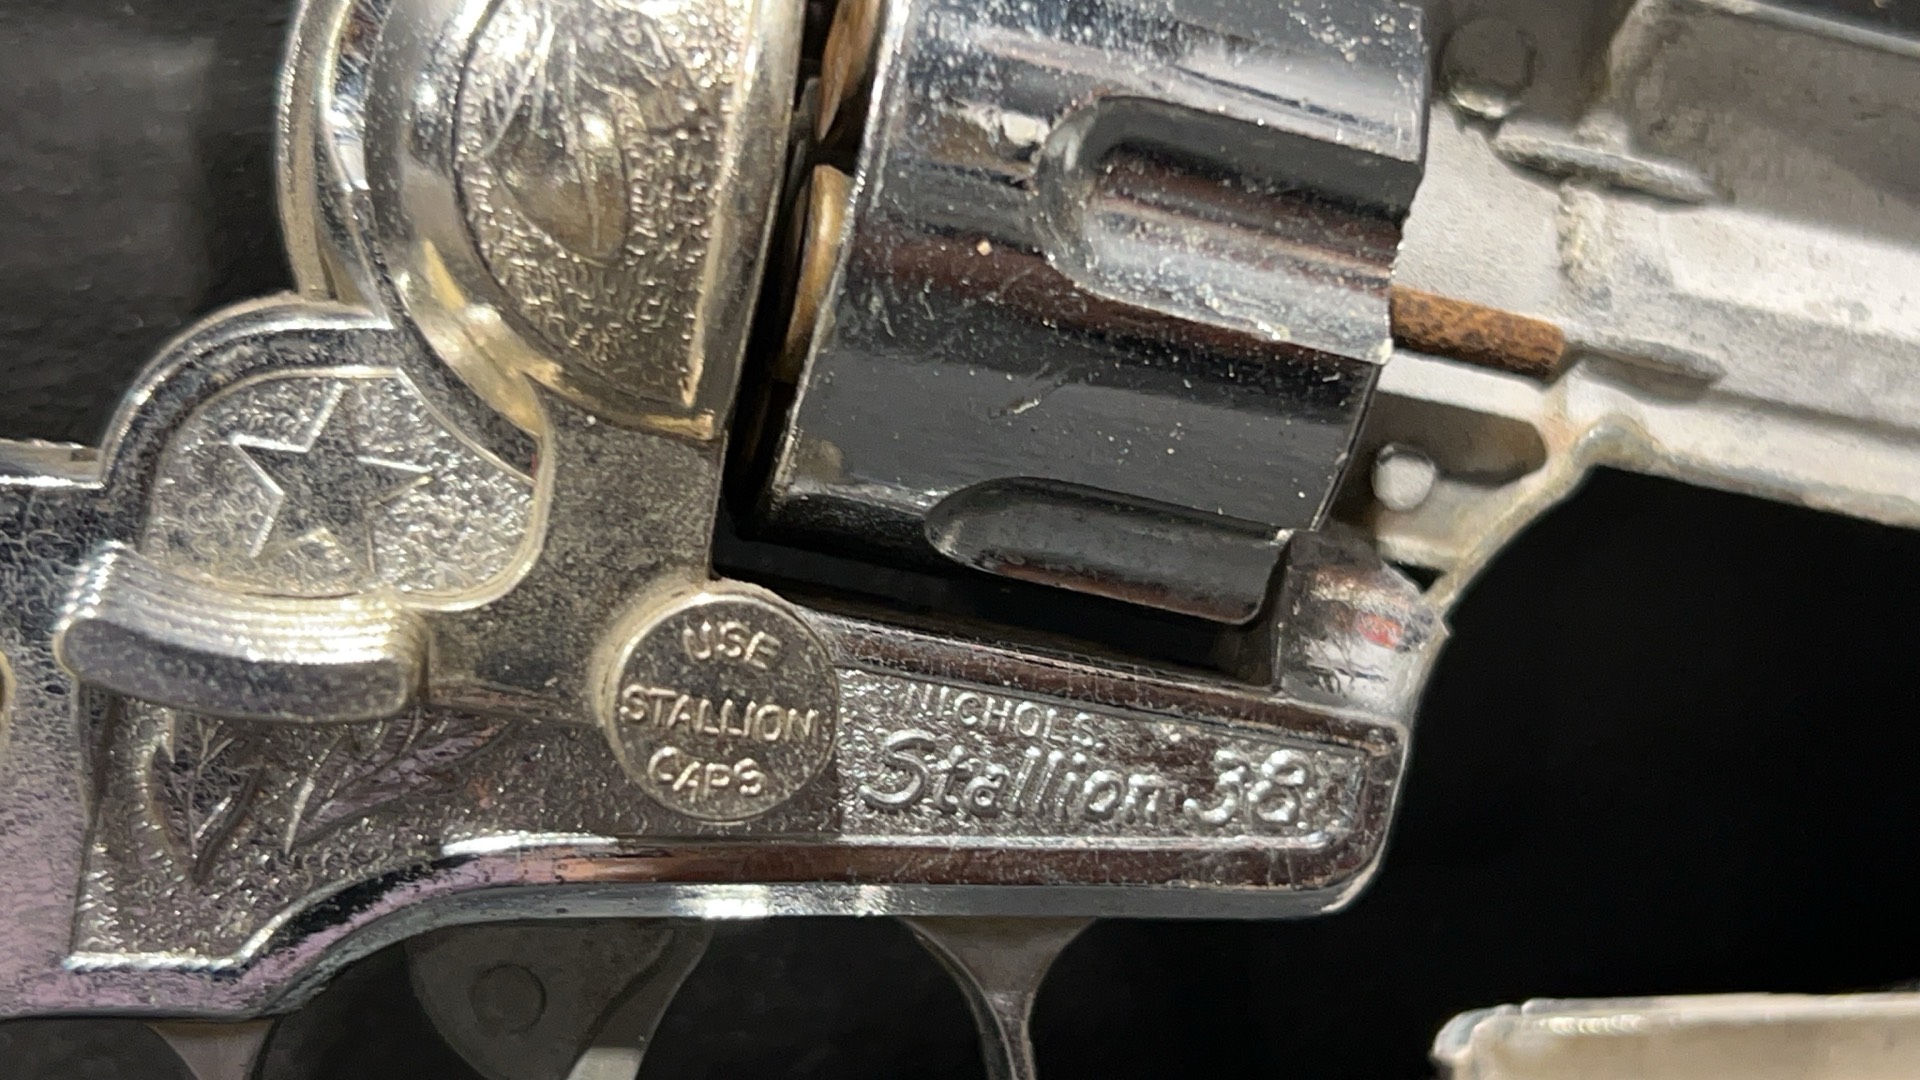 USE
STALLION
CAPS
NICHOLS
Stallion 38